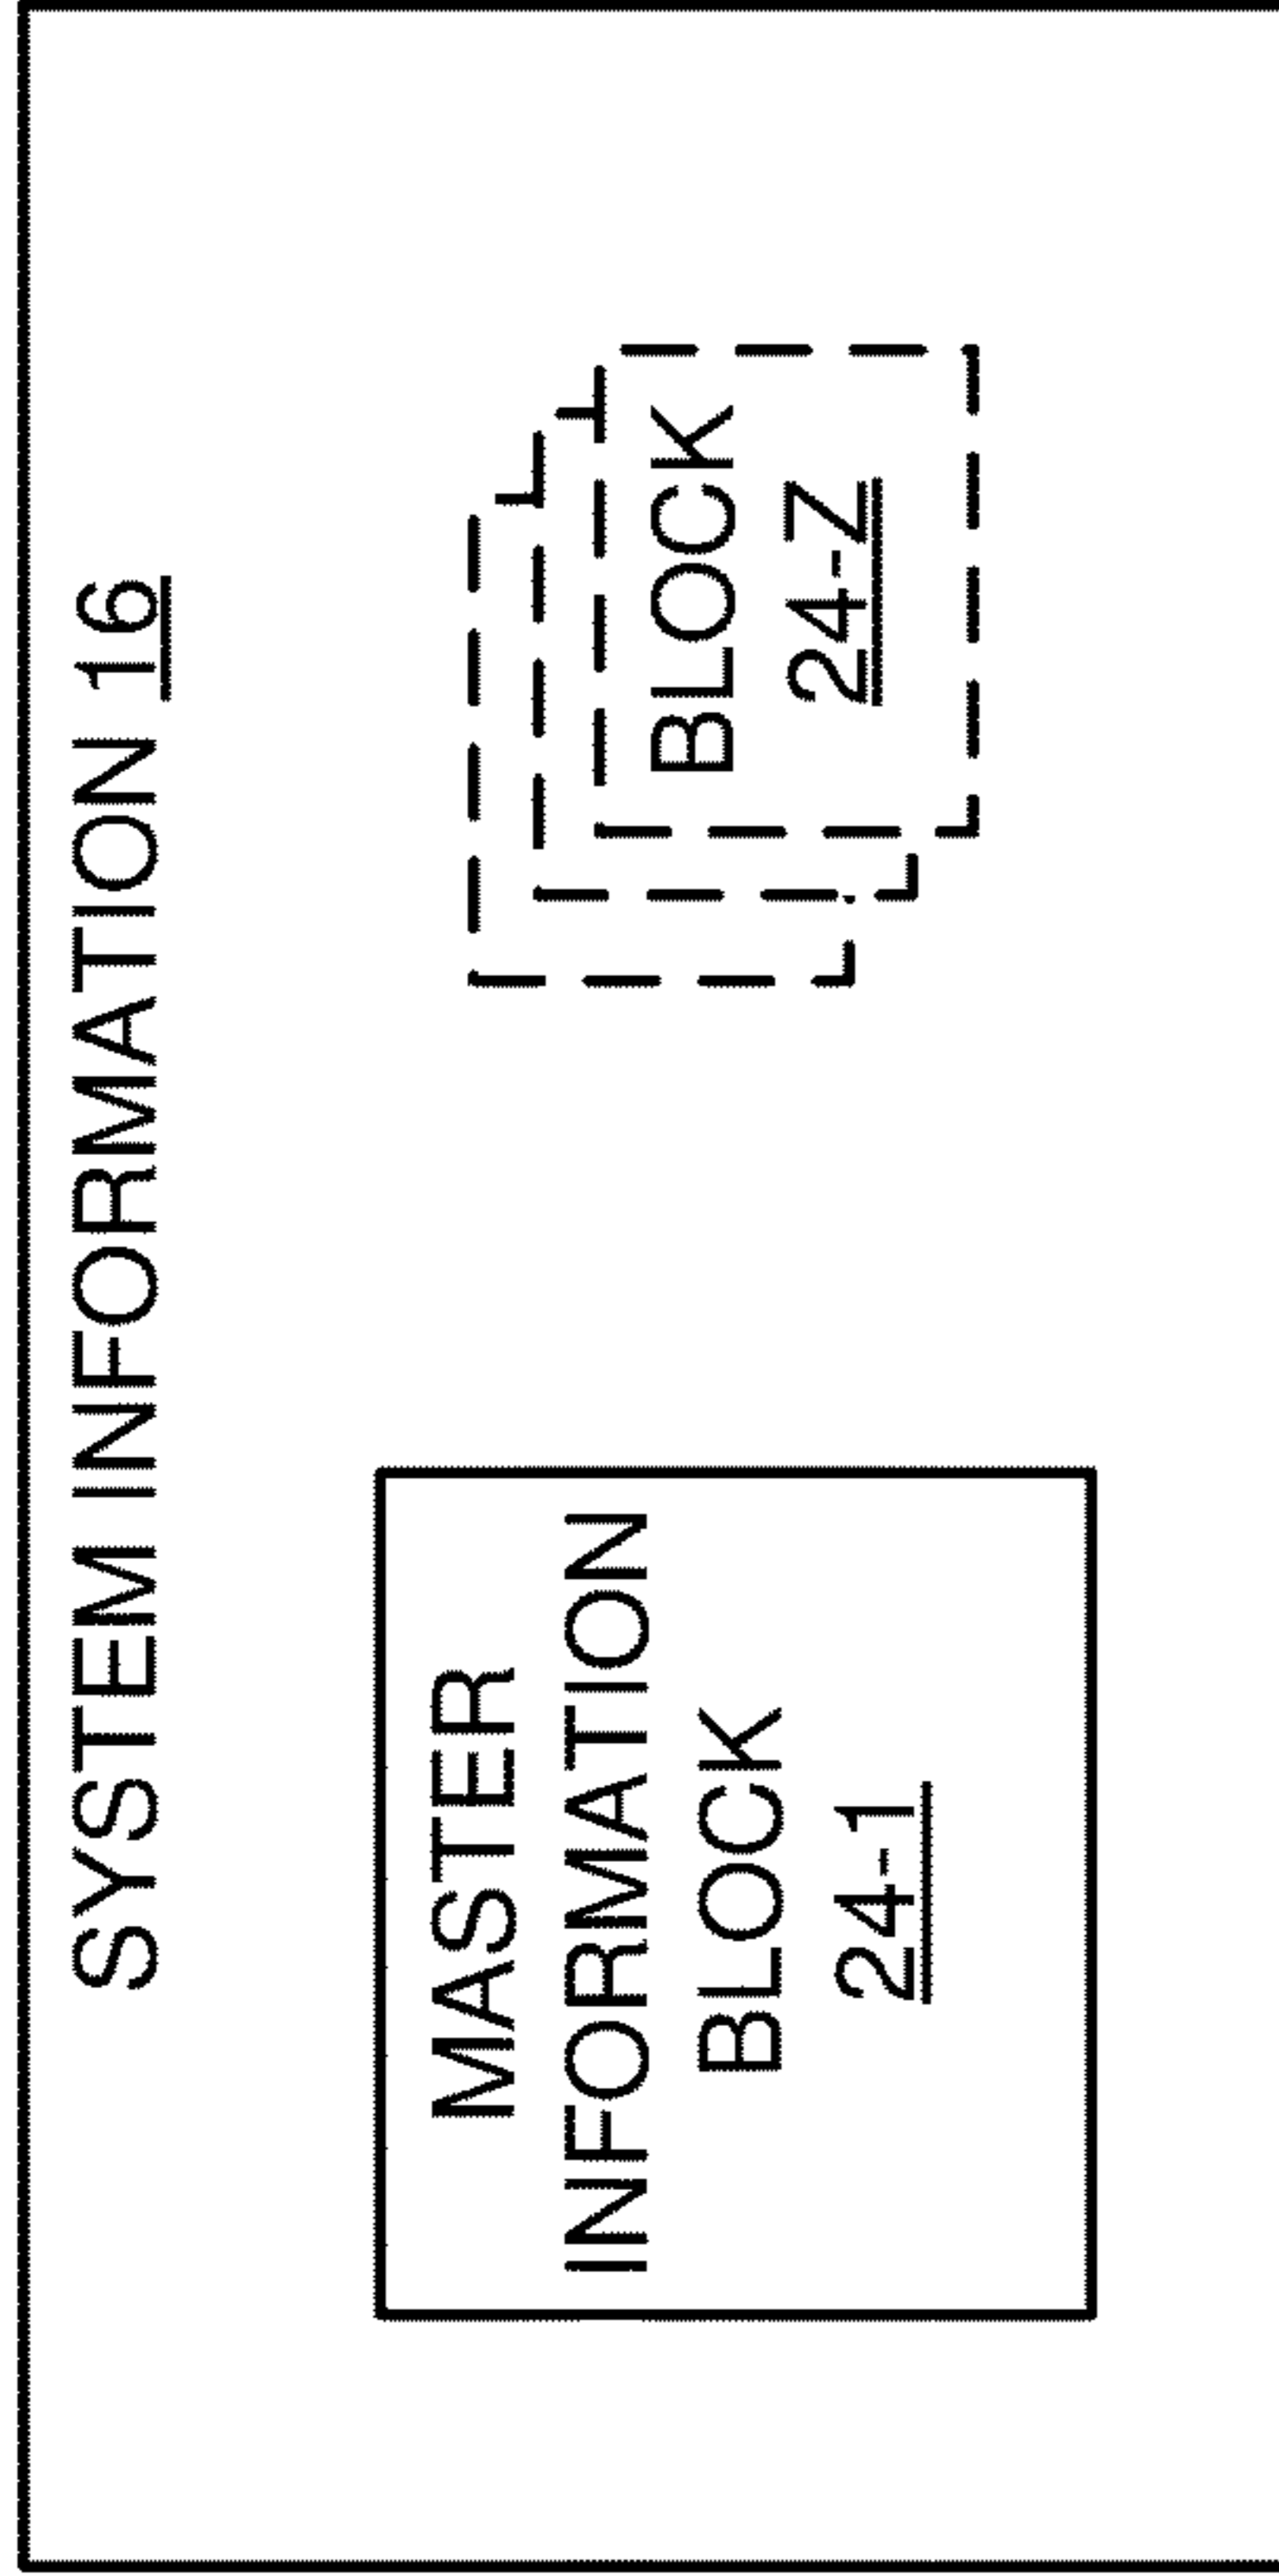 SYSTEM INFORMATION 16
MASTER
INFORMATION
BLOCK
24-1
BLOCK
24-Z